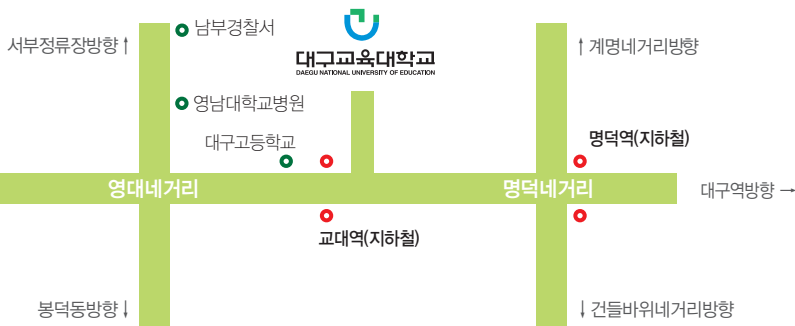 남부경찰서
서부정류장방향↑
대구교육대학교
DAEGU NATIONAL UNIVERSITY OF EDUCATION
↑계명네거리방향
영남대학교병원
대구고등학교
명덕역(지하철)
영대네거리
명덕네거리
대구역방향 →
교대역(지하철)
봉덕동방향↓
↓건들바위네거리방향